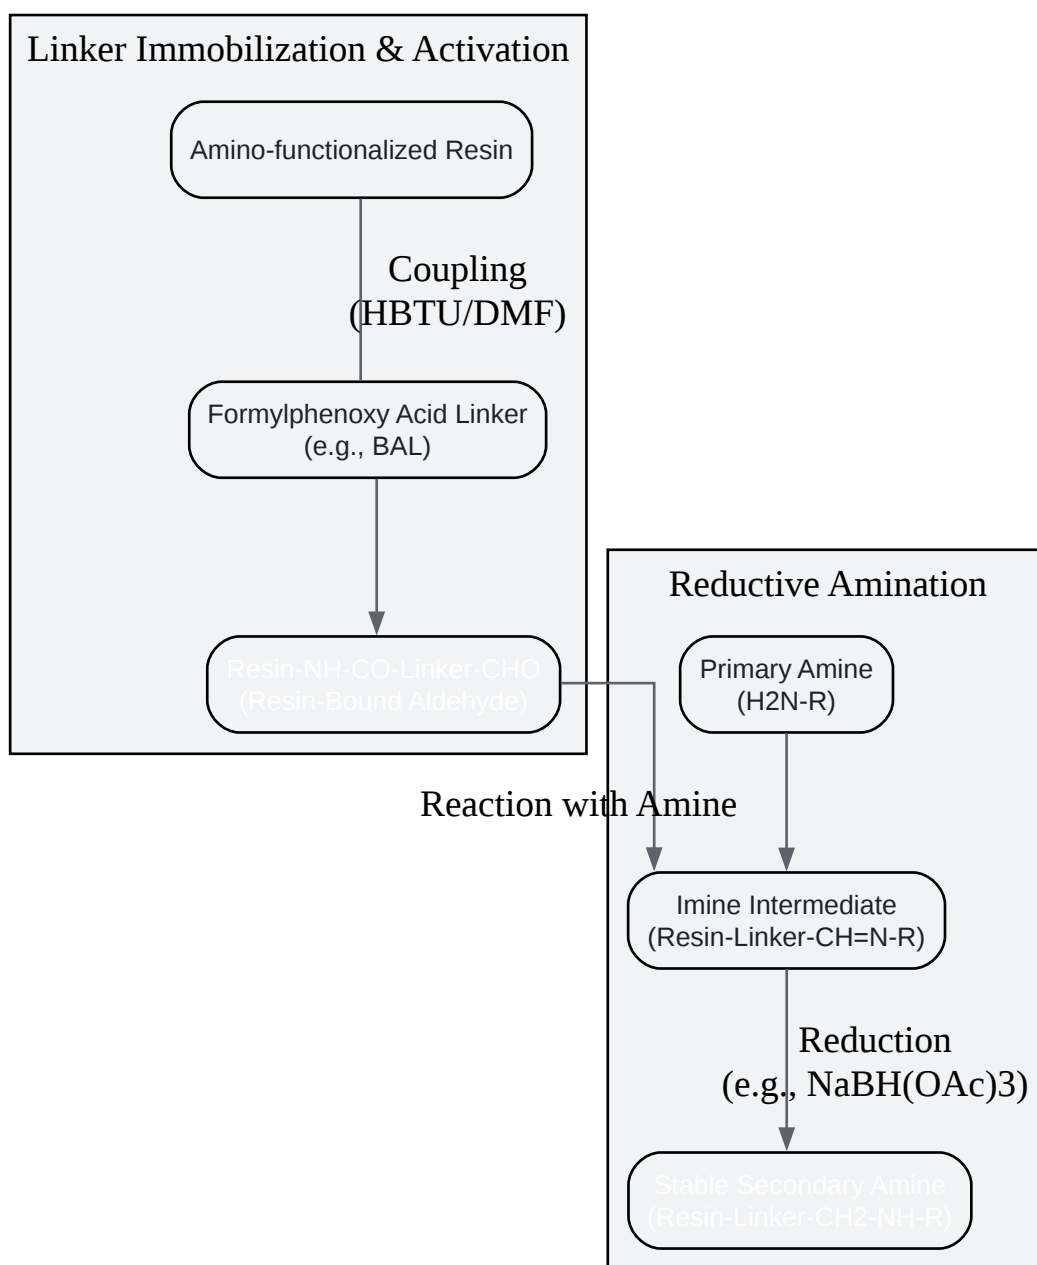 Linker Immobilization & Activation
Amino-functionalized Resin
Coupling
(HBTU/DMF)
Formylphenoxy Acid Linker
(e.g., BAL)
Resin-NH-CO-Linker-CHO
(Resin-Bound Aldehyde)
Reductive Amination
Primary Amine
(H2N-R)
Reaction with Amine
Imine Intermediate
(Resin-Linker-CH=N-R)
Reduction
(e.g., NaBH(OAc)3)
Stable Secondary Amine
(Resin-Linker-CH2-NH-R)